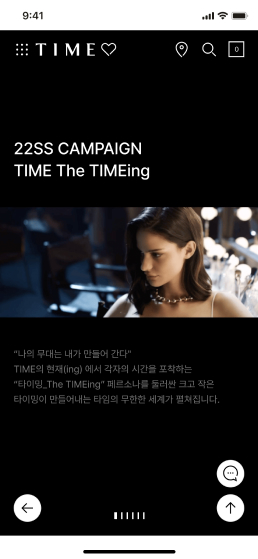 9:41
TIME
0
22SS CAMPAIGN
TIME The TIMEing
“나의 무대는 내가 만들어 간다”
TIME의 현재(ing) 에서 각자의 시간을 포착하는
“타이밍_The TIMEing” 페르소나를 둘러싼 크고 작은
타이밍이 만들어내는 타임의 무한한 세계가 펼쳐집니다.